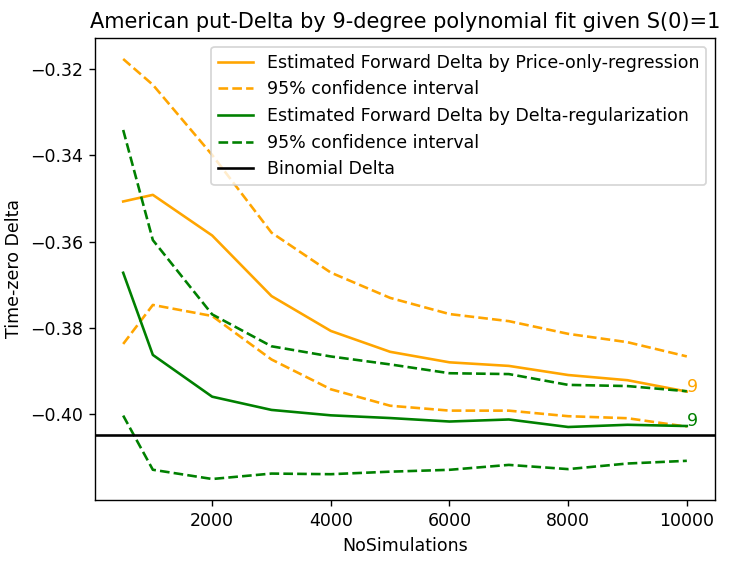 American put-Delta by 9-degree polynomial fit given S(0)=1
Estimated Forward Delta by Price-only-regression
95% confidence interval
Estimated Forward Delta by Delta-regularization
95% confidence interval
Binomial Delta
Time-zero Delta
−0.32
−0.34
−0.36
−0.38
−0.40
9
9
2000
4000
6000
8000
10000
NoSimulations